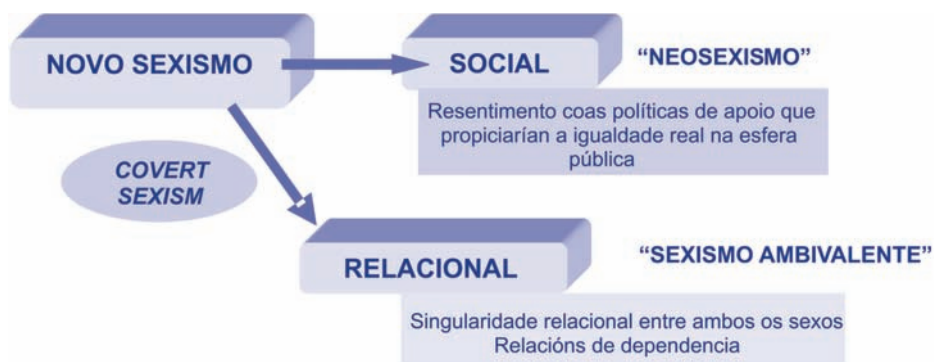 NOVO SEXISMO
SOCIAL
“NEOSEXISMO”
Resentimento coas políticas de apoio que
propiciarían a igualdade real na esfera
pública
COVERT
SEXISM
RELACIONAL
“SEXISMO AMBIVALENTE”
Singularidade relacional entre ambos os sexos
Relacións de dependencia